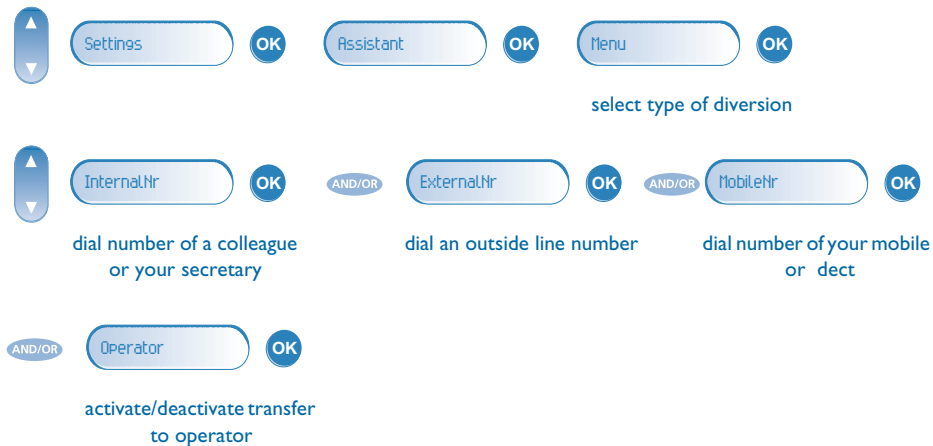 Settings OK Assistant OK Menu OK
select type of diversion
InternalNr OK AND/OR ExternalNr OK AND/OR MobileNr OK
dial number of a colleague dial an outside line number dial number of your mobile
or your secretary or dect
AND/OR Operator OK
activate/deactivate transfer
to operator